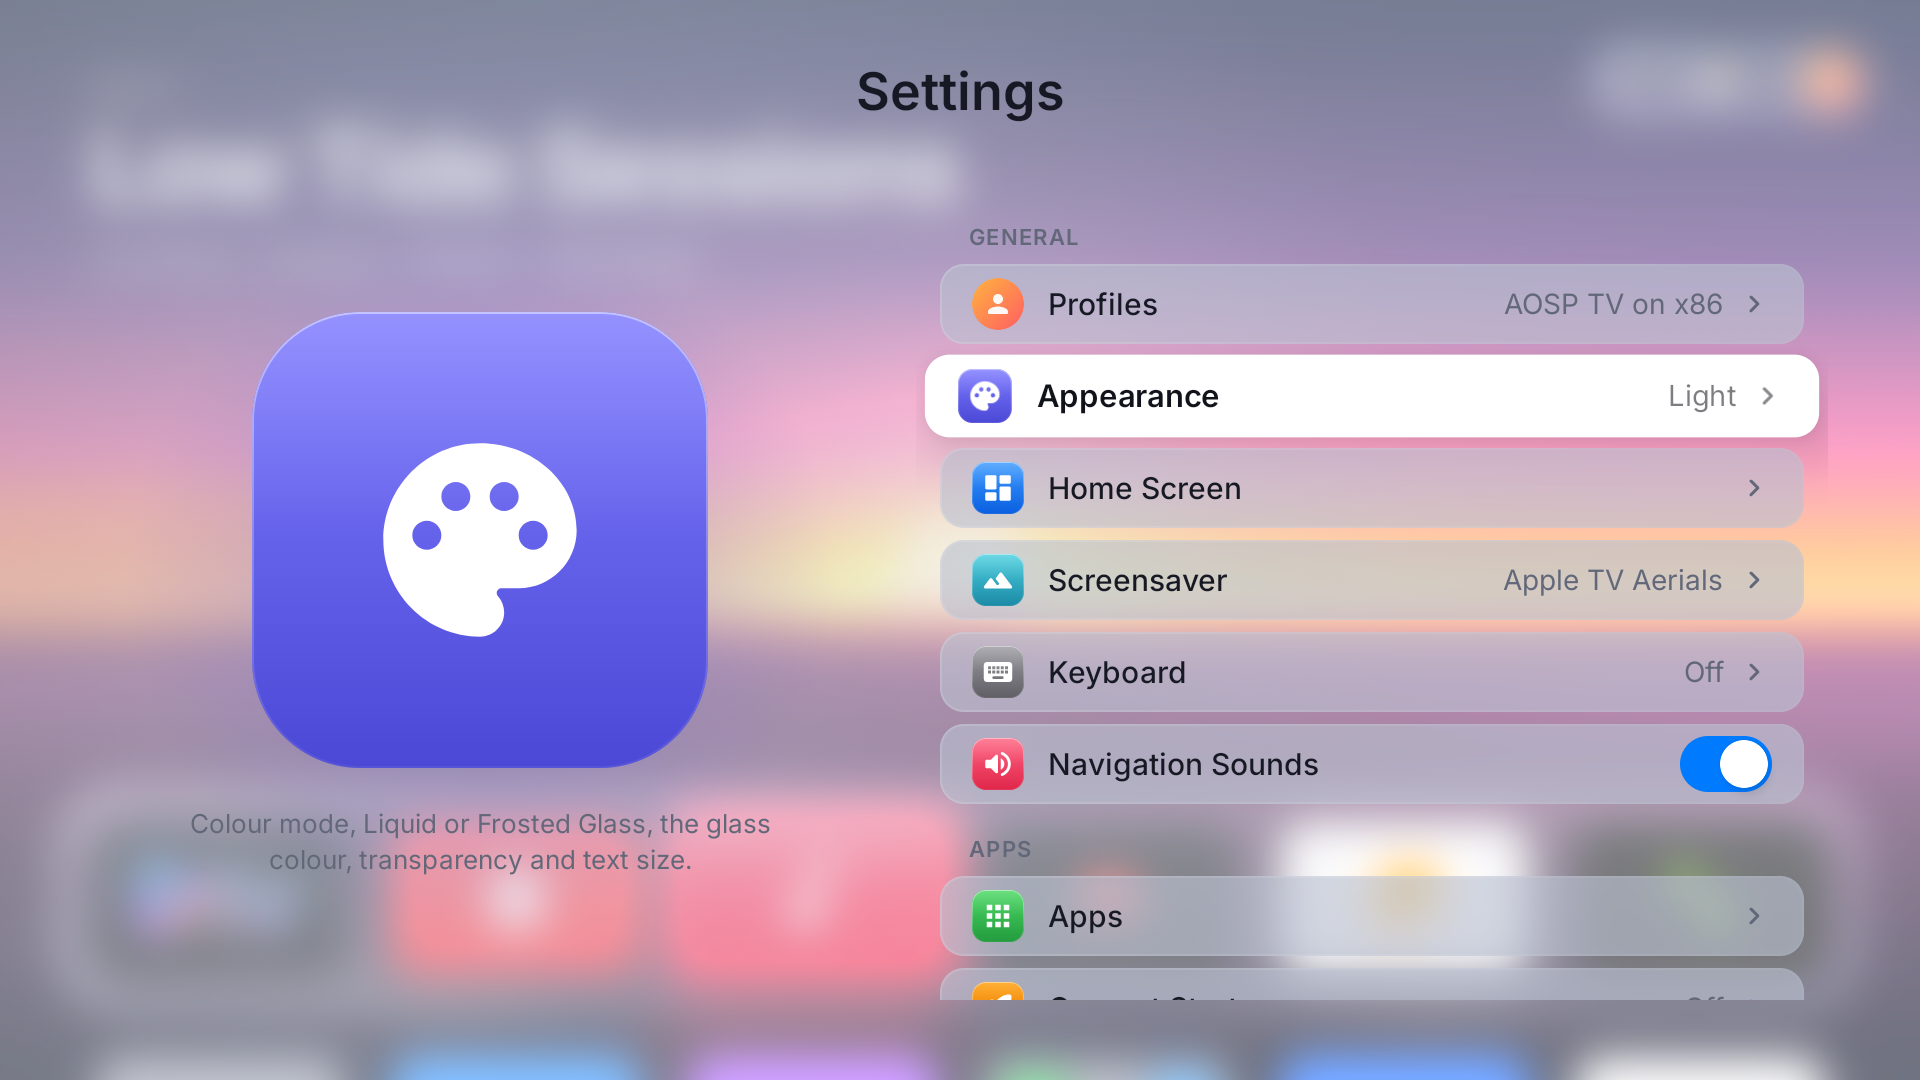 Settings
GENERAL
Profiles
AOSP TV on x86
Appearance
Light
Home Screen
Screensaver
Apple TV Aerials
Keyboard
Off
Navigation Sounds
Colour mode, Liquid or Frosted Glass, the glass
colour, transparency and text size.
APPS
Apps